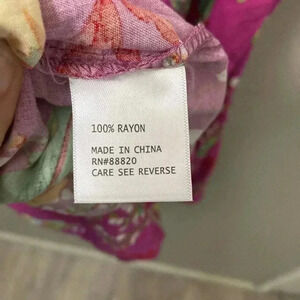 100% RAYON
MADE IN CHINA
RN#88820
CARE SEE REVERSE